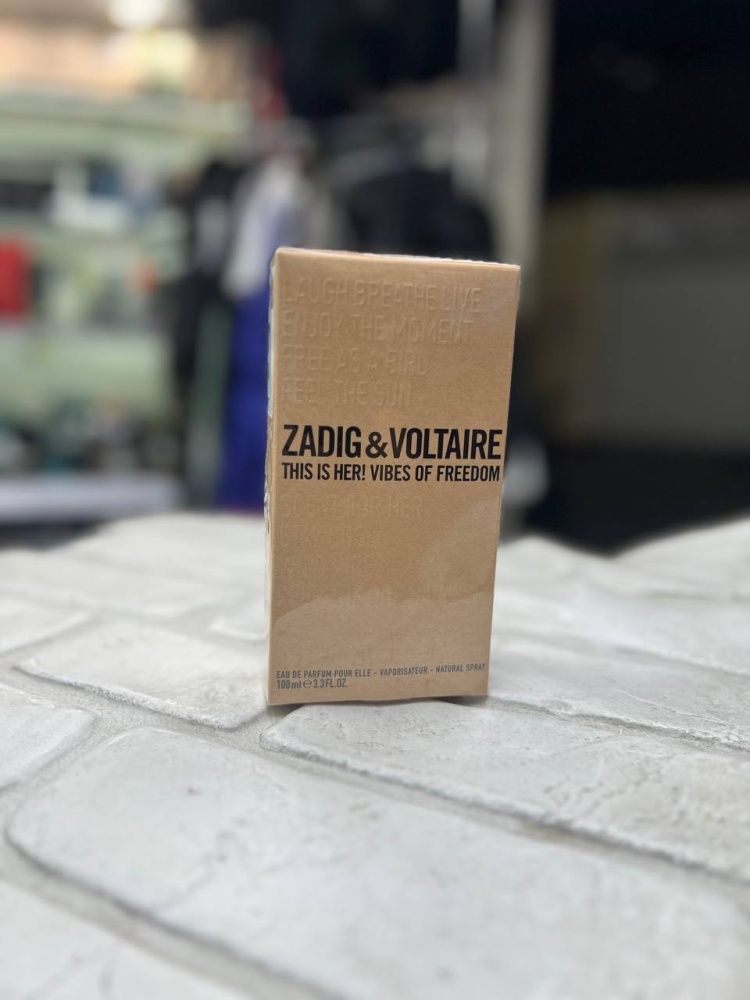 LAUGH BREATHE LIVE
ENJOY THE MOMENT
FREE AS A BIRD
FEEL THE SUN
ZADIG&VOLTAIRE
THIS IS HER! VIBES OF FREEDOM
EAU DE PARFUM POUR ELLE - VAPORISATEUR - NATURAL SPRAY
100 ml ℮ 3.3 FL.OZ.